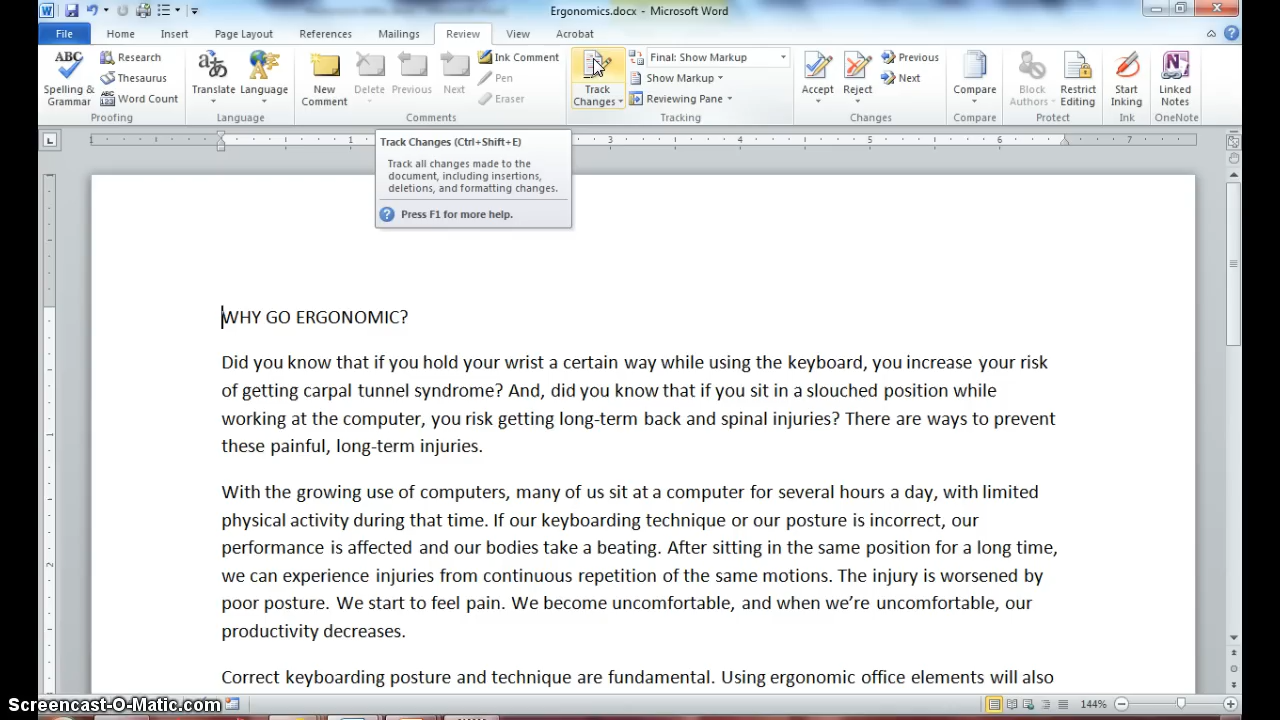 Ergonomics.docx - Microsoft Word
File Home Insert Page Layout References Mailings Review View Acrobat
ABC Spelling & Grammar
Research
Thesaurus
Word Count
Proofing
Translate
Language
Language
New Comment
Delete
Previous
Next
Ink Comment
Pen
Eraser
Comments
Track Changes
Final: Show Markup
Show Markup
Reviewing Pane
Tracking
Accept
Reject
Previous
Next
Changes
Compare
Compare
Block Authors
Restrict Editing
Protect
Start Inking
Ink
Linked Notes
OneNote
1 1 3 4 5 6 7
Track Changes (Ctrl+Shift+E)
Track all changes made to the
document, including insertions,
deletions, and formatting changes.
Press F1 for more help.
WHY GO ERGONOMIC?
Did you know that if you hold your wrist a certain way while using the keyboard, you increase your risk
of getting carpal tunnel syndrome? And, did you know that if you sit in a slouched position while
working at the computer, you risk getting long-term back and spinal injuries? There are ways to prevent
these painful, long-term injuries.
With the growing use of computers, many of us sit at a computer for several hours a day, with limited
physical activity during that time. If our keyboarding technique or our posture is incorrect, our
performance is affected and our bodies take a beating. After sitting in the same position for a long time,
we can experience injuries from continuous repetition of the same motions. The injury is worsened by
poor posture. We start to feel pain. We become uncomfortable, and when we’re uncomfortable, our
productivity decreases.
Correct keyboarding posture and technique are fundamental. Using ergonomic office elements will also
1
2
Screencast-O-Matic.com
144%